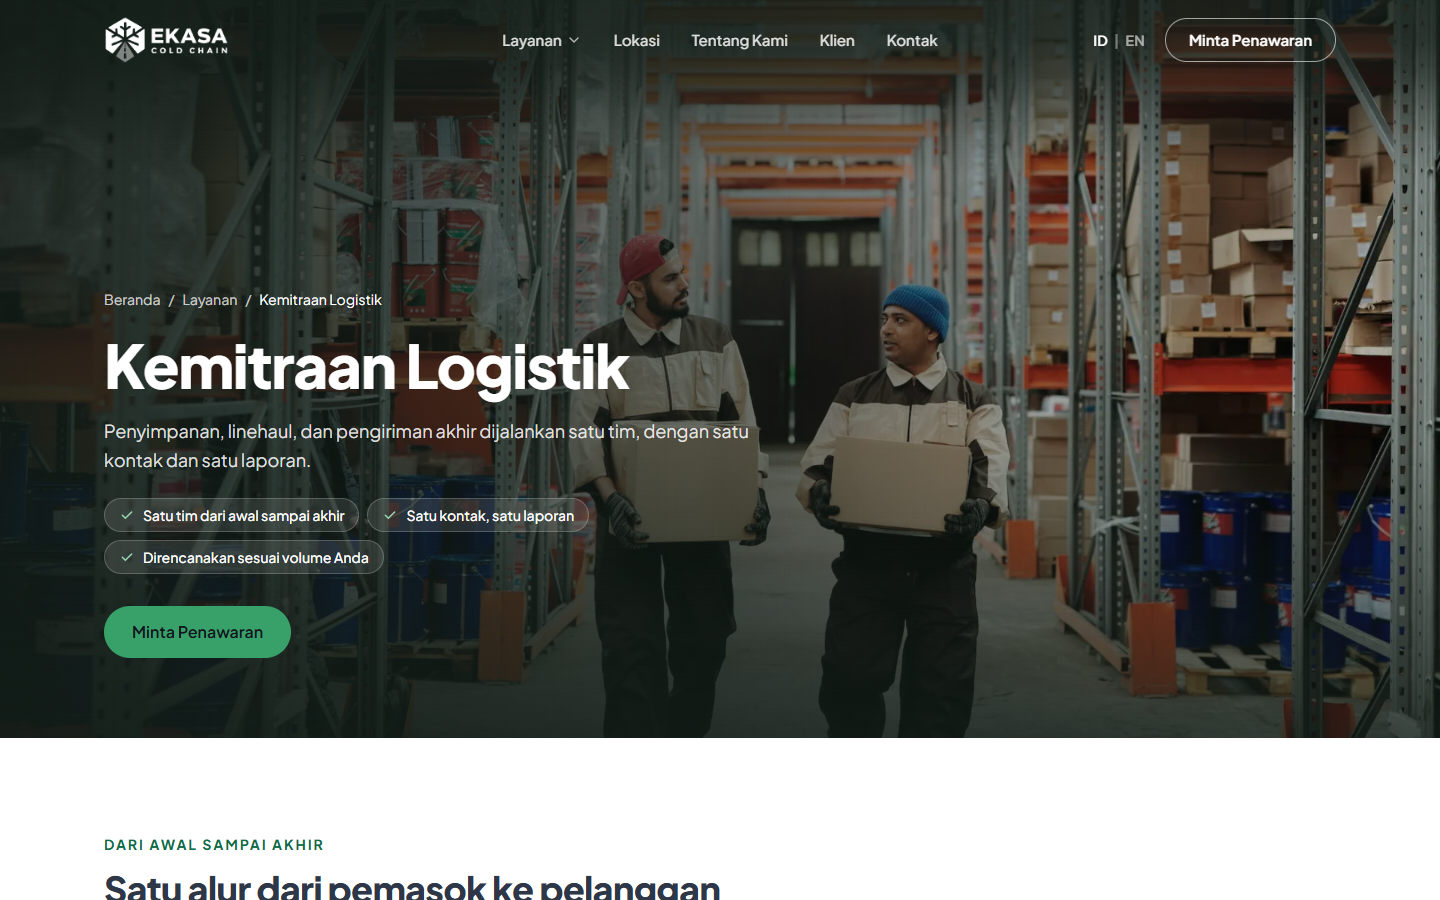 EKASA
COLD CHAIN
Layanan
Lokasi
Tentang Kami
Klien
Kontak
ID | EN
Minta Penawaran
Beranda / Layanan / Kemitraan Logistik
Kemitraan Logistik
Penyimpanan, linehaul, dan pengiriman akhir dijalankan satu tim, dengan satu
kontak dan satu laporan.
Satu tim dari awal sampai akhir
Satu kontak, satu laporan
Direncanakan sesuai volume Anda
Minta Penawaran
DARI AWAL SAMPAI AKHIR
Satu alur dari pemasok ke pelanggan